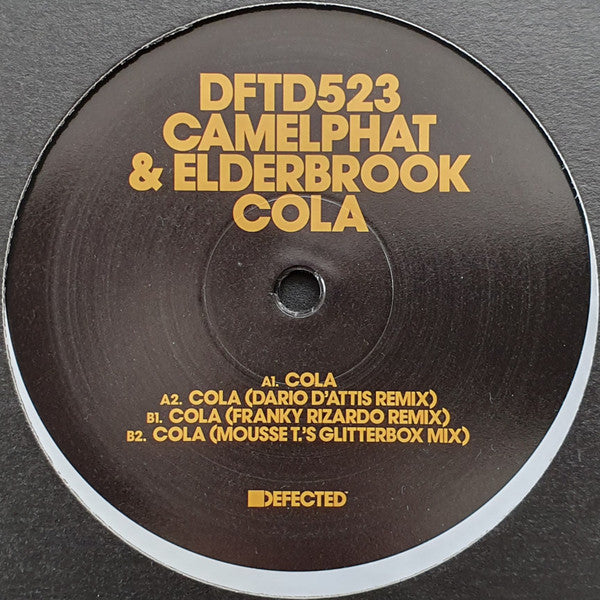 DFTD523
CAMELPHAT
& ELDERBROOK
COLA
A1. COLA
A2. COLA (DARIO D'ATTIS REMIX)
B1. COLA (FRANKY RIZARDO REMIX)
B2. COLA (MOUSSE T.'S GLITTERBOX MIX)
DEFECTED